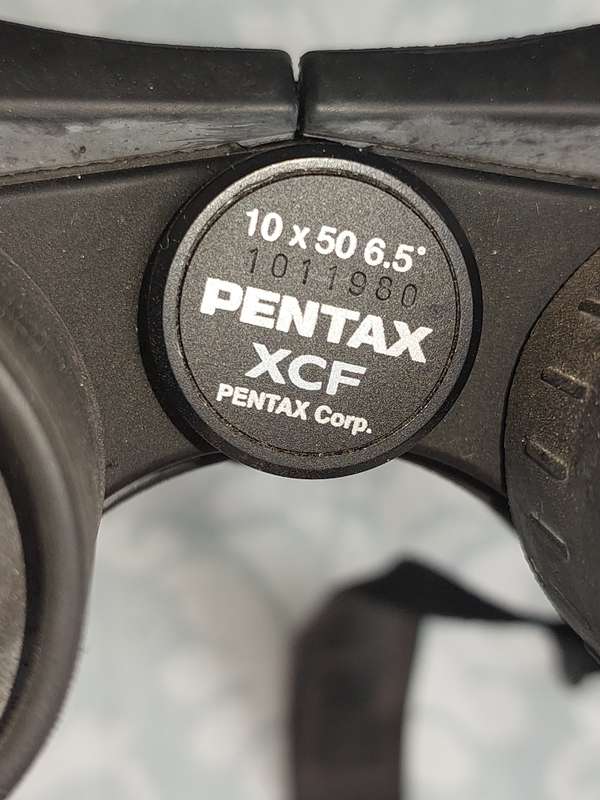 10 x 50 6.5°
1011980
PENTAX
XCF
PENTAX Corp.